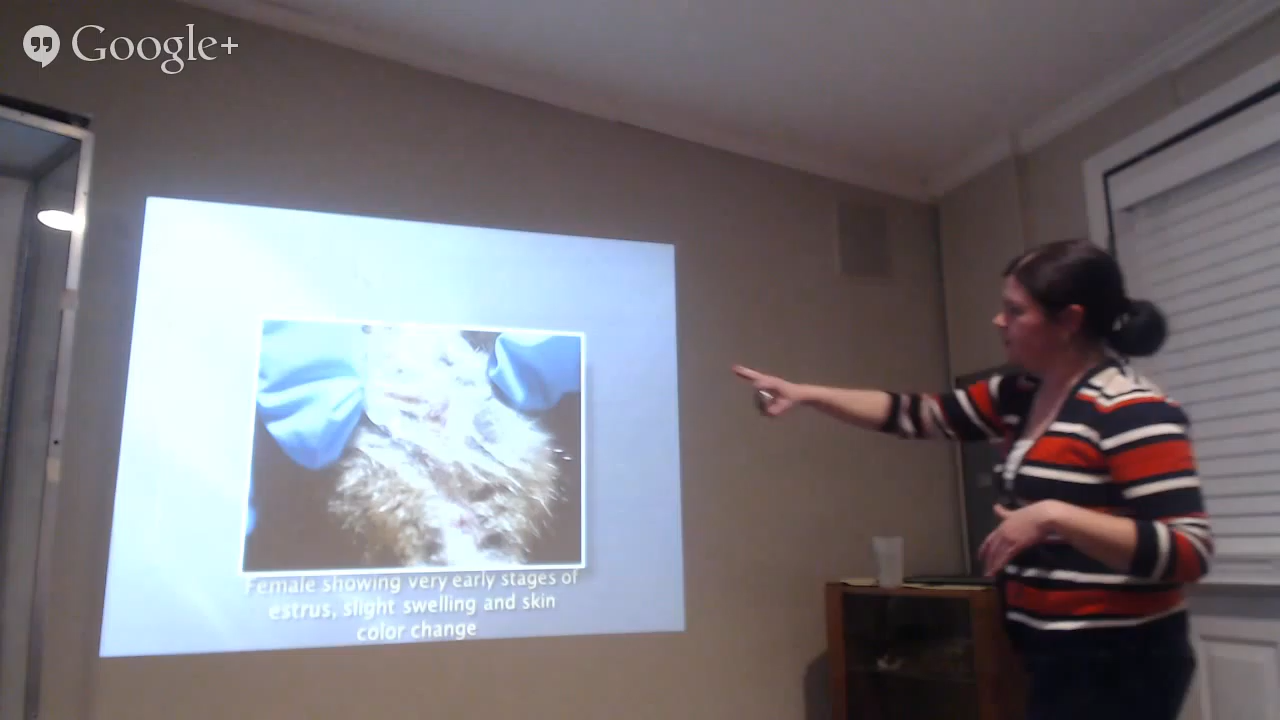 Google+
Female showing very early stages of
estrus, slight swelling and skin
color change